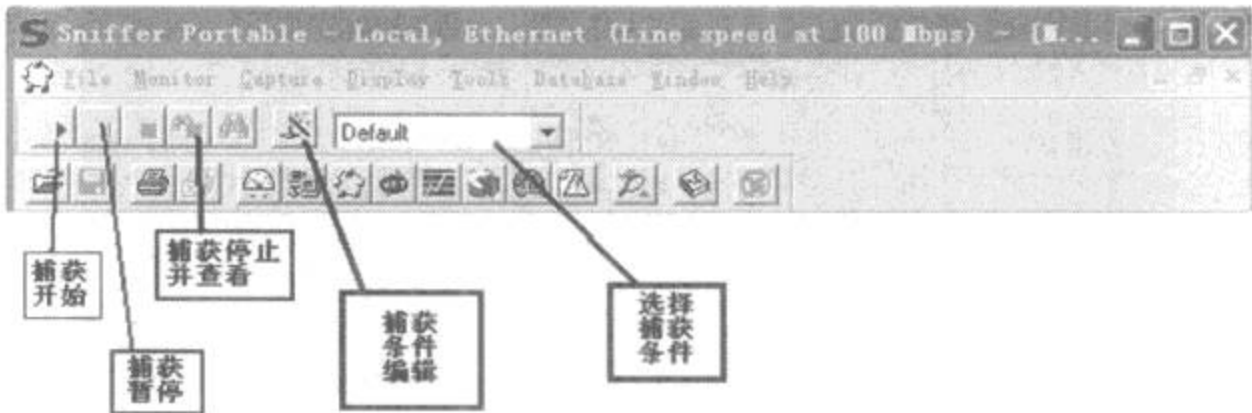 Sniffer Portable - Local, Ethernet (Line speed at 100 Mbps) - [M...
File Monitor Capture Display Tools Database Window Help
Default
捕获
开始
捕获停止
并查看
捕获
暂停
捕获
条件
编辑
选择
捕获
条件